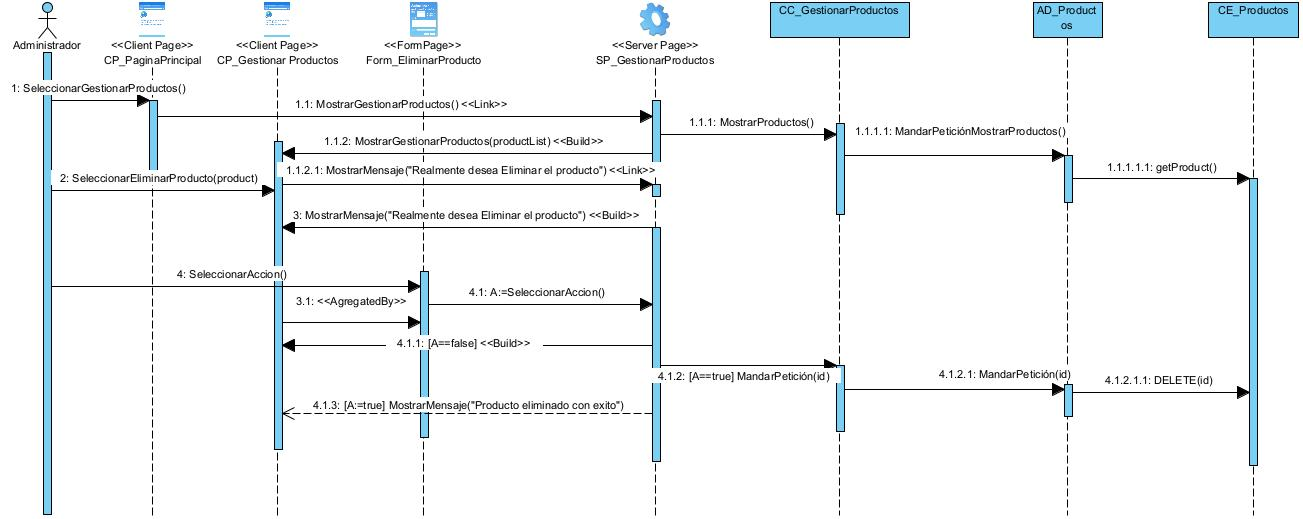 CC_GestionarProductos
AD_Product
os
CE_Productos
Administrador
<<Client Page>>
CP_PaginaPrincipal
<<Client Page>>
CP_Gestionar Productos
<<FormPage>>
Form_EliminarProducto
<<Server Page>>
SP_GestionarProductos
1: SeleccionarGestionarProductos()
1.1: MostrarGestionarProductos() <<Link>>
1.1.1: MostrarProductos()
1.1.1.1: MandarPeticiónMostrarProductos()
1.1.2: MostrarGestionarProductos(productList) <<Build>>
1.1.1.1.1: getProduct()
1.1.2.1: MostrarMensaje("Realmente desea Eliminar el producto") <<Link>>
2: SeleccionarEliminarProducto(product)
3: MostrarMensaje("Realmente desea Eliminar el producto") <<Build>>
4: SeleccionarAccion()
4.1: A:=SeleccionarAccion()
3.1: <<AgregatedBy>>
4.1.1: [A==false] <<Build>>
4.1.2: [A==true] MandarPetición(id)
4.1.2.1: MandarPetición(id)
4.1.2.1.1: DELETE(id)
4.1.3: [A:=true] MostrarMensaje("Producto eliminado con exito")